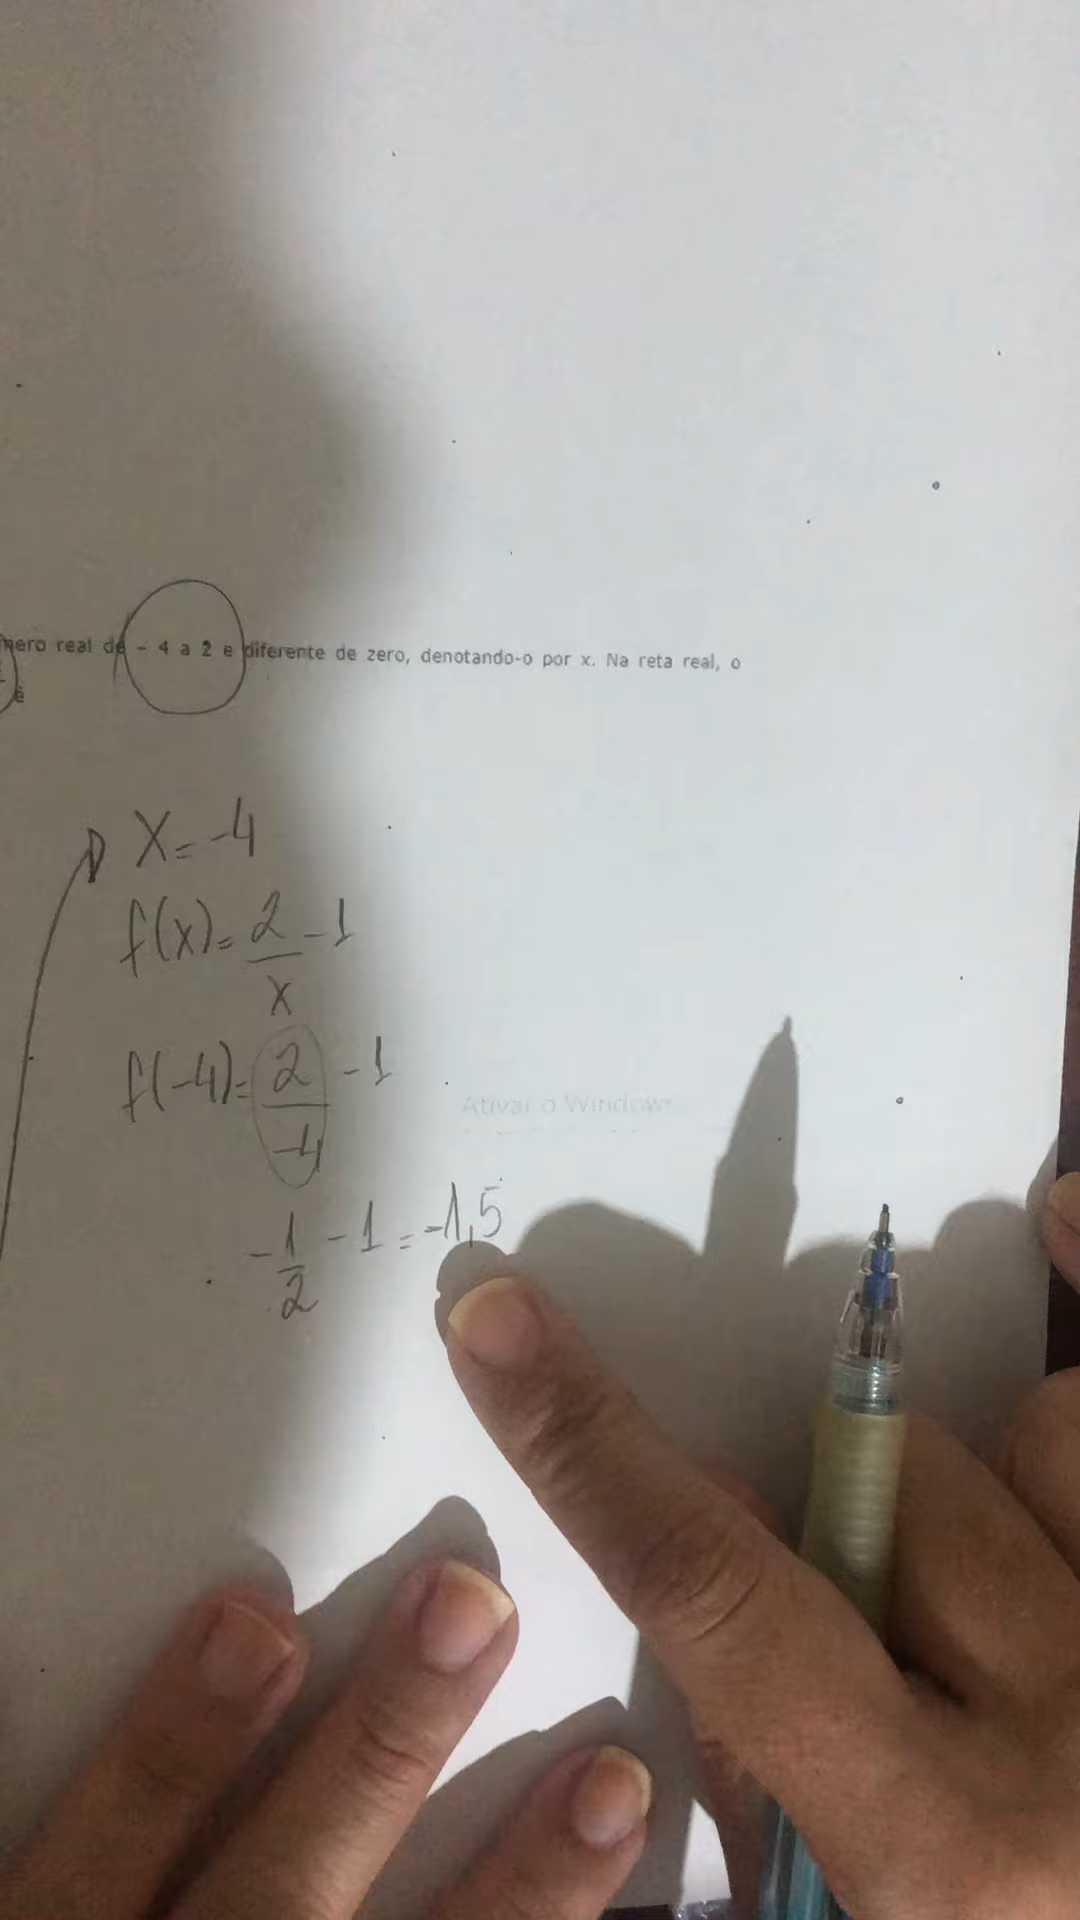 real de - 4 a 2 e diferente de zero, denotando-o por x. Na reta real, o
é
X = -4
f(x) = 2/x - 1
f(-4) = 2/-4 - 1
-1/2 - 1 = -1,5
Ativar o Windows